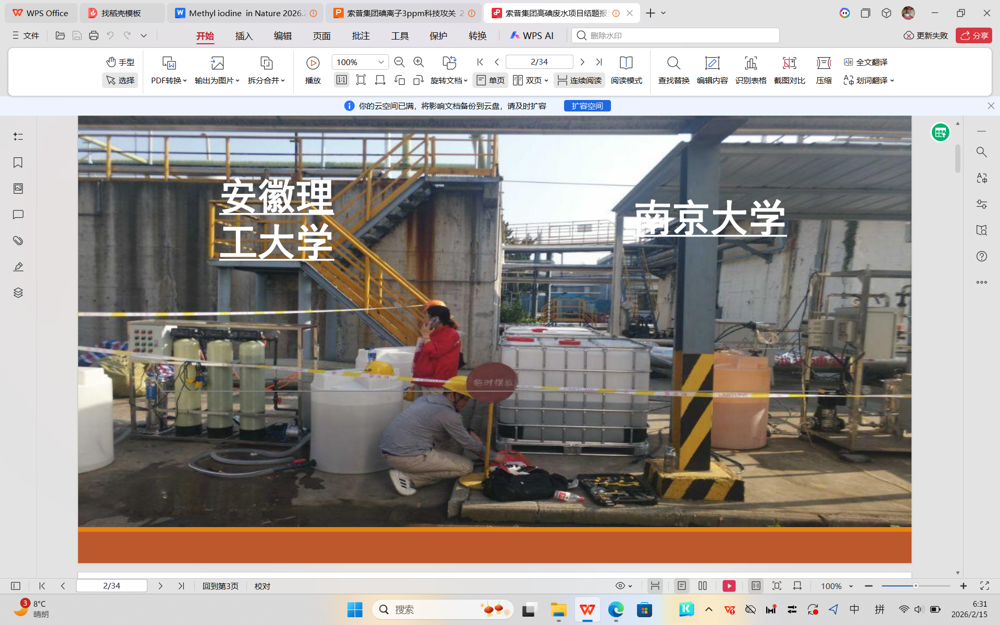 WPS Office
找稻壳模板
Methyl iodine in Nature 2026.2
索普集团碘离子3ppm科技攻关 2
索普集团高碘废水项目结题报
文件
开始
插入
编辑
页面
批注
工具
保护
转换
WPS AI
删除水印
更新失败
分享
手型
选择
PDF转换
输出为图片
拆分合并
播放
100%
2/34
旋转文档
单页
双页
连续阅读
阅读模式
查找替换
编辑内容
识别表格
截图对比
压缩
全文翻译
划词翻译
你的云空间已满，将影响文档备份到云盘，请及时扩容
扩容空间
安徽理
工大学
南京大学
临时摆放
2/34
回到第3页
校对
100%
3
8°C
晴朗
搜索
中
拼
6:31
2026/2/15